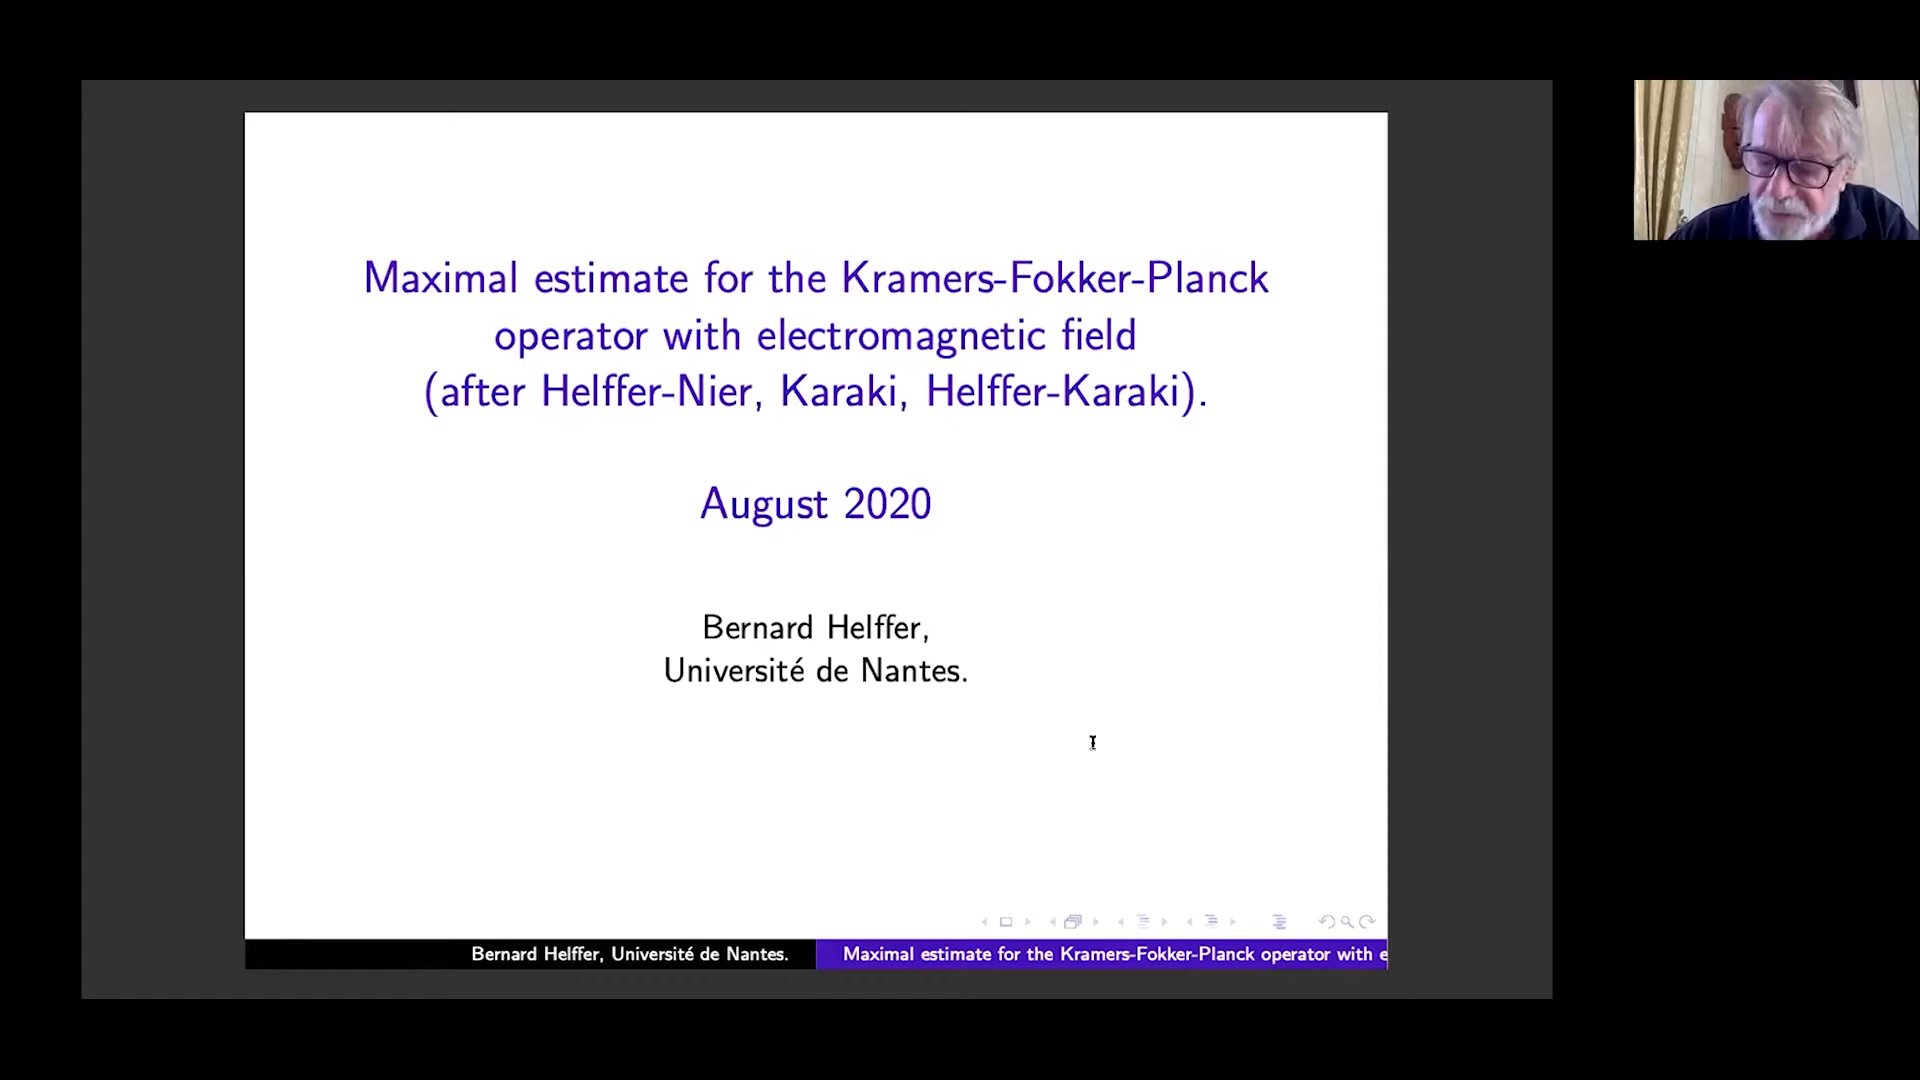 Maximal estimate for the Kramers-Fokker-Planck
operator with electromagnetic field
(after Helffer-Nier, Karaki, Helffer-Karaki).
August 2020
Bernard Helffer,
Université de Nantes.
Bernard Helffer, Université de Nantes.
Maximal estimate for the Kramers-Fokker-Planck operator with e